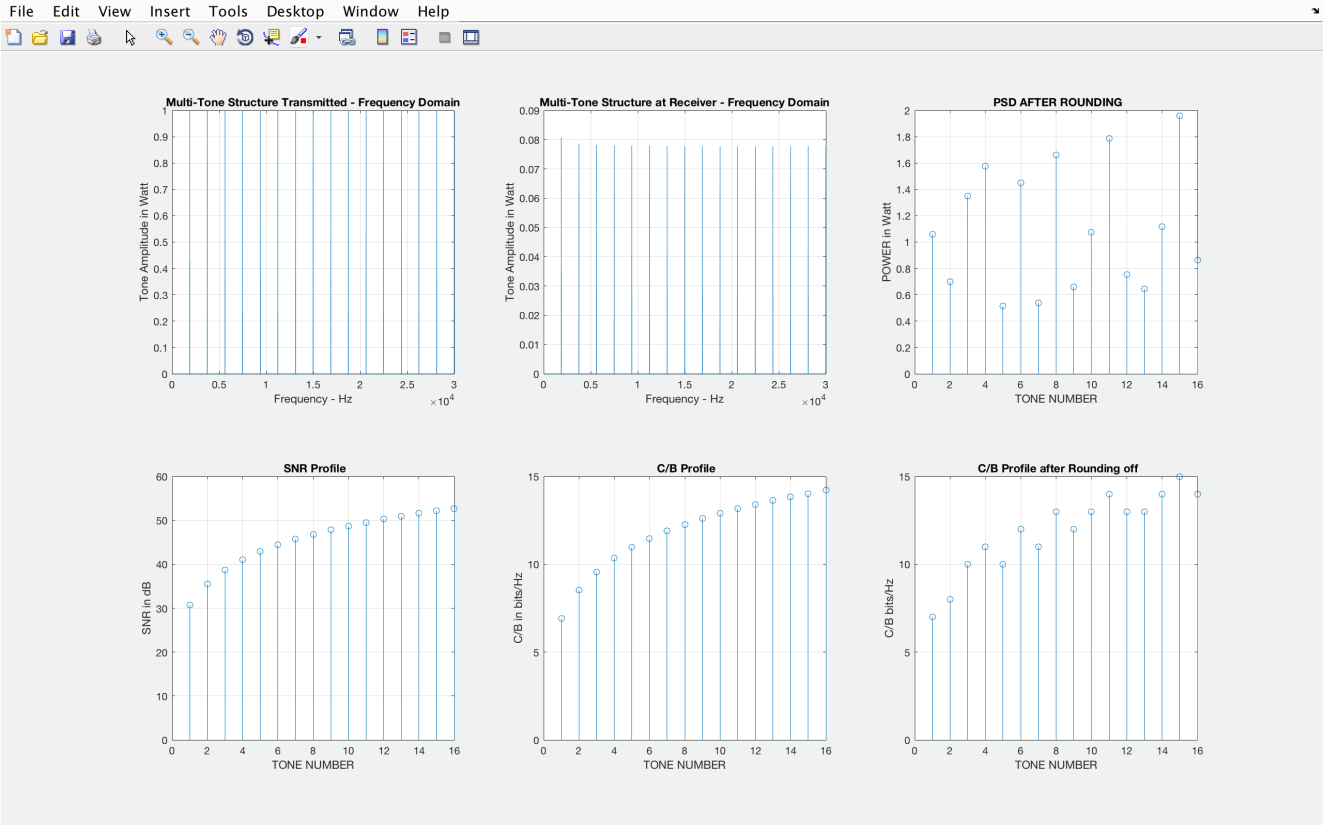 File Edit View Insert Tools Desktop Window Help
Multi-Tone Structure Transmitted - Frequency Domain
Tone Amplitude in Watt
1
0.9
0.8
0.7
0.6
0.5
0.4
0.3
0.2
0.1
0
0 0.5 1 1.5 2 2.5 3
Frequency - Hz
×10⁴
Multi-Tone Structure at Receiver - Frequency Domain
Tone Amplitude in Watt
0.09
0.08
0.07
0.06
0.05
0.04
0.03
0.02
0.01
0
0 0.5 1 1.5 2 2.5 3
Frequency - Hz
×10⁴
PSD AFTER ROUNDING
POWER in Watt
2
1.8
1.6
1.4
1.2
1
0.8
0.6
0.4
0.2
0
0 2 4 6 8 10 12 14 16
TONE NUMBER
SNR Profile
SNR in dB
60
50
40
30
20
10
0
0 2 4 6 8 10 12 14 16
TONE NUMBER
C/B Profile
C/B in bits/Hz
15
10
5
0
0 2 4 6 8 10 12 14 16
TONE NUMBER
C/B Profile after Rounding off
C/B bits/Hz
15
10
5
0
0 2 4 6 8 10 12 14 16
TONE NUMBER